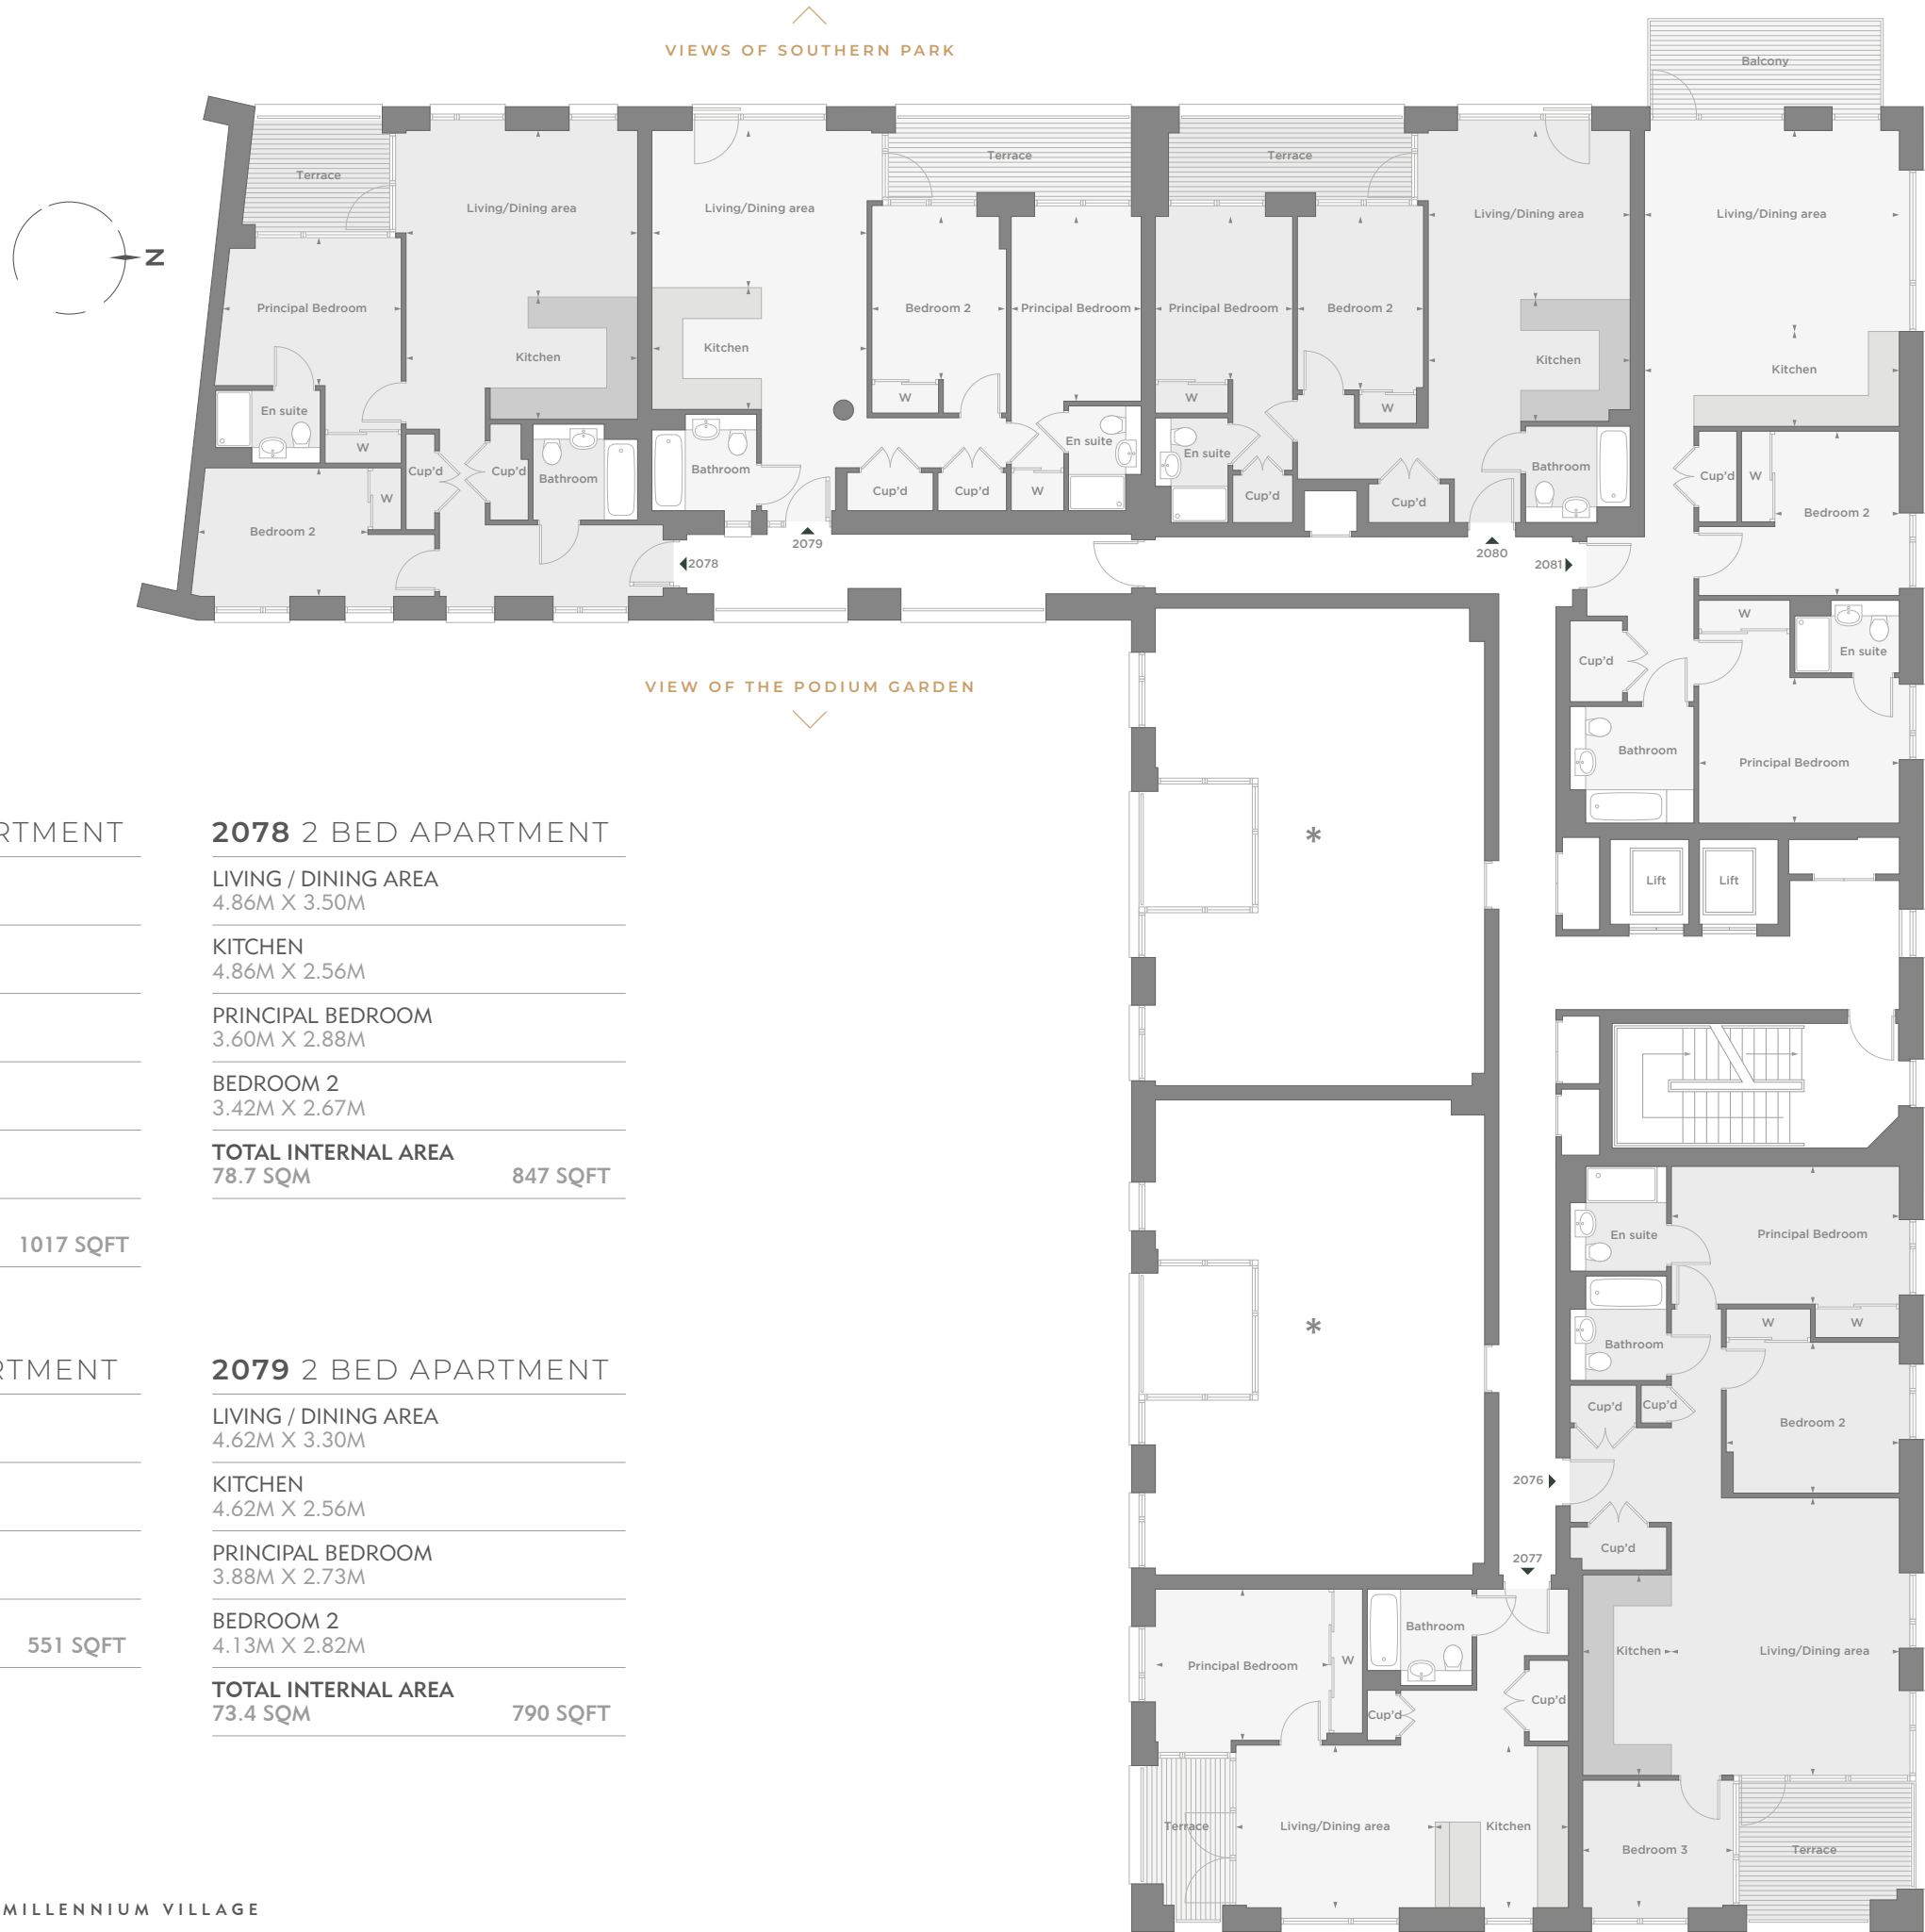 VIEWS OF SOUTHERN PARK
Balcony
N
Terrace
Living/Dining area
Principal Bedroom
Kitchen
En suite
W
Cup'd
Cup'd
Bathroom
W
Bedroom 2
2078
Living/Dining area
Terrace
Kitchen
Bedroom 2
Principal Bedroom
W
Bathroom
En suite
Cup'd
Cup'd
W
2079
Terrace
Living/Dining area
Principal Bedroom
Bedroom 2
Kitchen
W
W
En suite
Cup'd
Cup'd
Bathroom
2080
2081
Living/Dining area
Kitchen
Cup'd
W
Bedroom 2
W
En suite
Cup'd
Bathroom
Principal Bedroom
VIEW OF THE PODIUM GARDEN
Lift
Lift
*
*
RTMENT
1017 SQFT
RTMENT
551 SQFT
2078 2 BED APARTMENT
LIVING / DINING AREA
4.86M X 3.50M
KITCHEN
4.86M X 2.56M
PRINCIPAL BEDROOM
3.60M X 2.88M
BEDROOM 2
3.42M X 2.67M
TOTAL INTERNAL AREA
78.7 SQM 847 SQFT
2079 2 BED APARTMENT
LIVING / DINING AREA
4.62M X 3.30M
KITCHEN
4.62M X 2.56M
PRINCIPAL BEDROOM
3.88M X 2.73M
BEDROOM 2
4.13M X 2.82M
TOTAL INTERNAL AREA
73.4 SQM 790 SQFT
En suite
Principal Bedroom
Bathroom
W
W
Cup'd
Cup'd
Bedroom 2
2076
Cup'd
2077
Kitchen
Living/Dining area
Bedroom 3
Terrace
Principal Bedroom
W
Bathroom
Cup'd
Cup'd
Terrace
Living/Dining area
Kitchen
MILLENNIUM VILLAGE